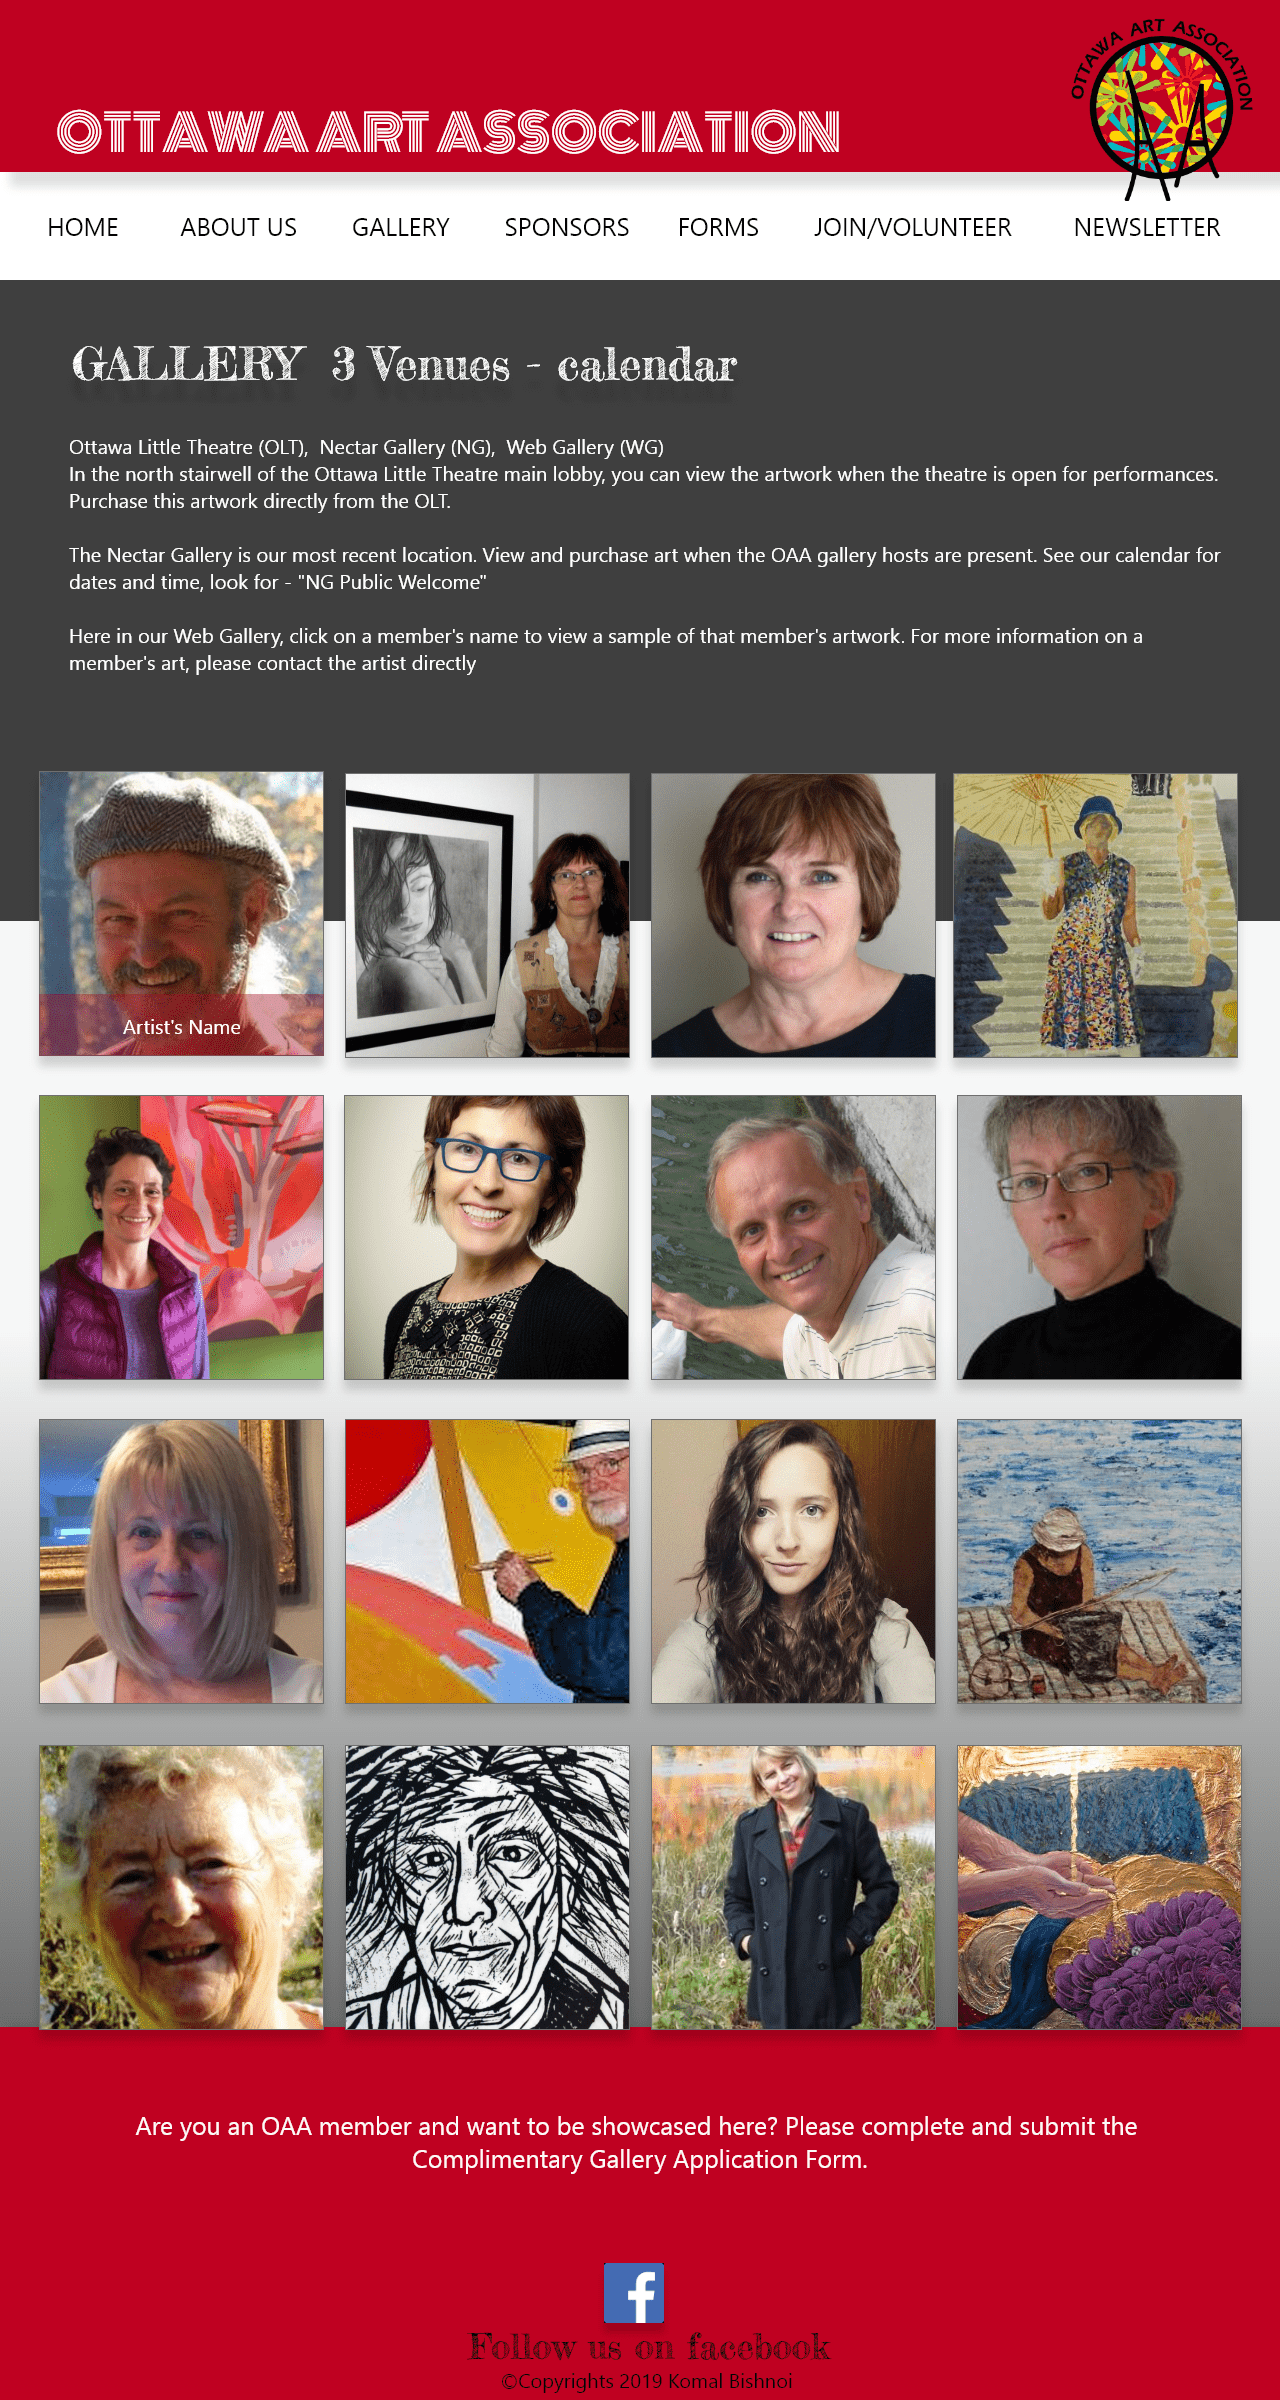 OTTAWA ART ASSOCIATION
OTTAWA ART ASSOCIATION
HOME ABOUT US GALLERY SPONSORS FORMS JOIN/VOLUNTEER NEWSLETTER
GALLERY 3 Venues - calendar
Ottawa Little Theatre (OLT), Nectar Gallery (NG), Web Gallery (WG)
In the north stairwell of the Ottawa Little Theatre main lobby, you can view the artwork when the theatre is open for performances.
Purchase this artwork directly from the OLT.
The Nectar Gallery is our most recent location. View and purchase art when the OAA gallery hosts are present. See our calendar for
dates and time, look for - "NG Public Welcome"
Here in our Web Gallery, click on a member's name to view a sample of that member's artwork. For more information on a
member's art, please contact the artist directly
Artist's Name
Are you an OAA member and want to be showcased here? Please complete and submit the
Complimentary Gallery Application Form.
f
Follow us on facebook
©Copyrights 2019 Komal Bishnoi